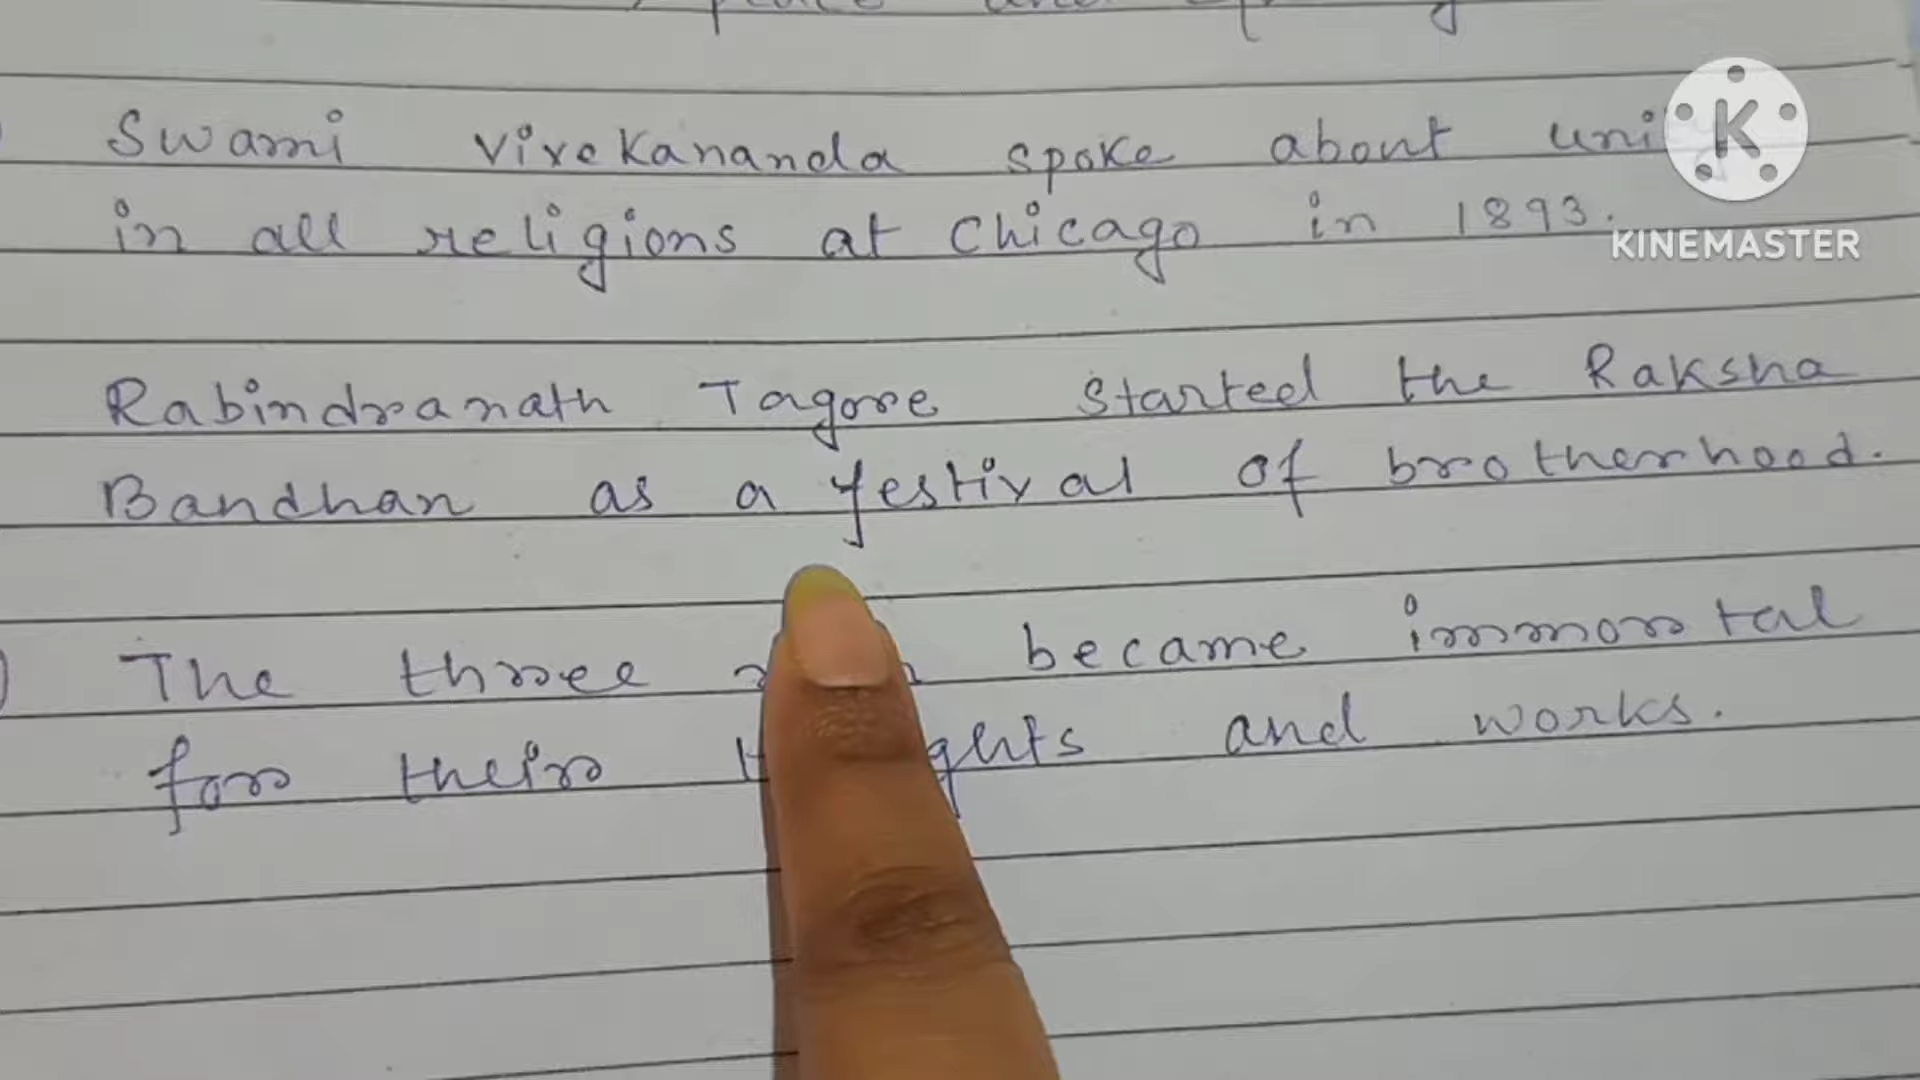 Swami Vivekananda spoke about
in all religions at Chicago in 1893.
KINEMASTER
Rabindranath Tagore started the Raksha
Bandhan as a festival of brotherhood.
The three became immortal
for their and works.